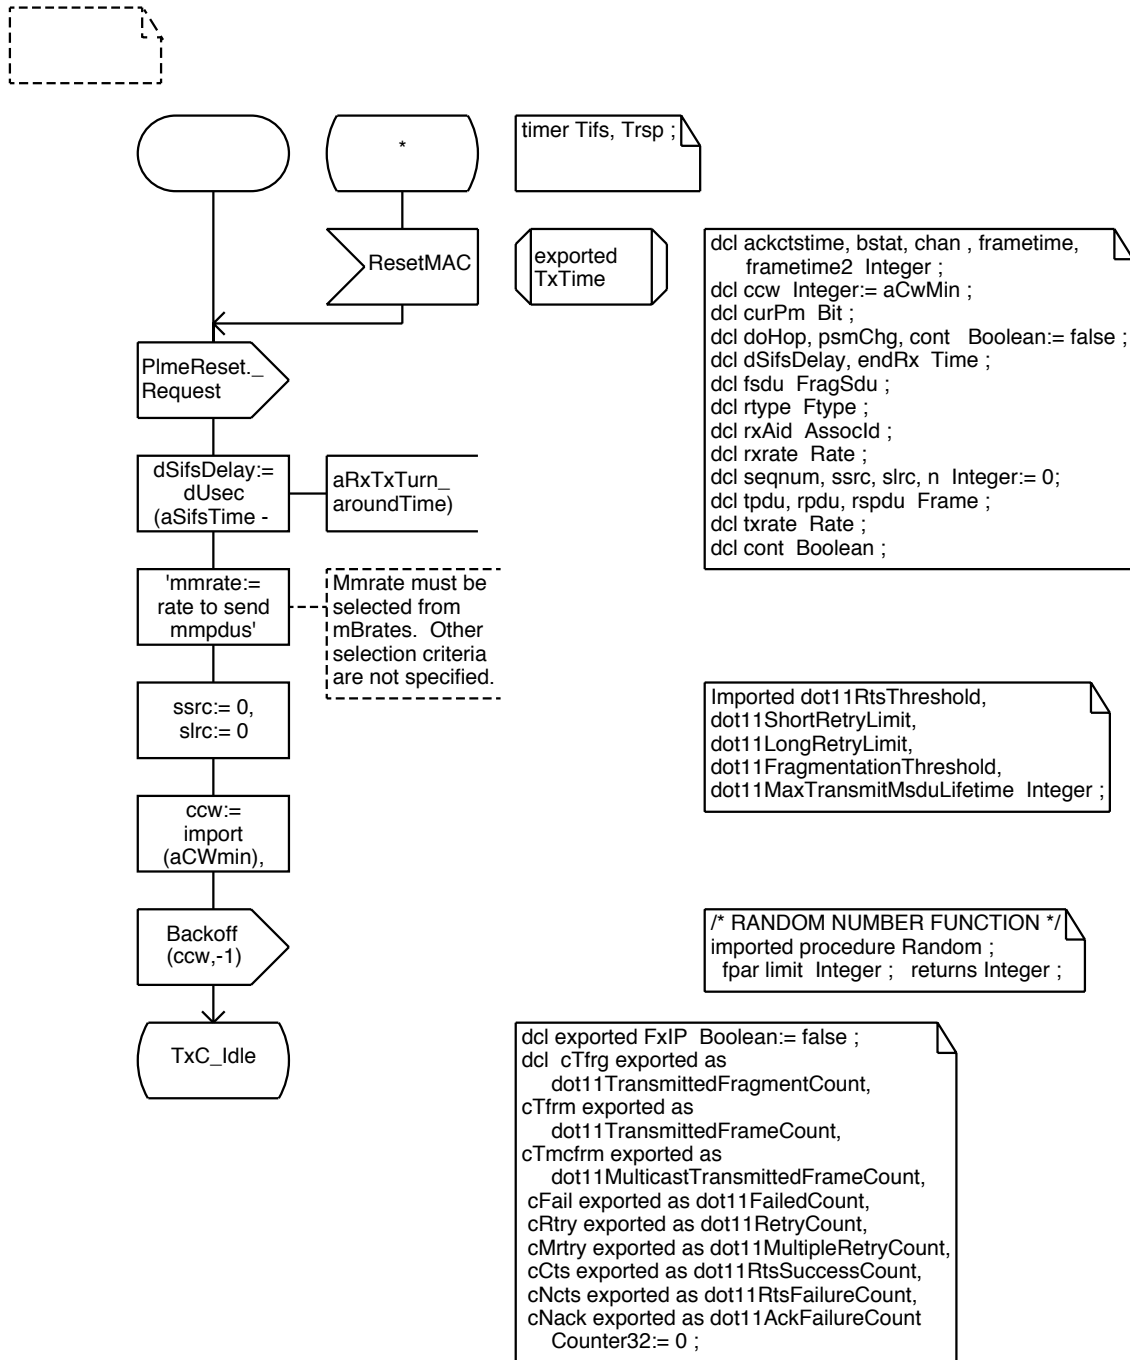 *
timer Tifs, Trsp ;
ResetMAC
exported
TxTime
PlmeReset._
Request
dSifsDelay:=
dUsec
(aSifsTime -
aRxTxTurn_
aroundTime)
'mmrate:=
rate to send
mmpdus'
Mmrate must be
selected from
mBrates.  Other
selection criteria
are not specified.
ssrc:= 0,
slrc:= 0
ccw:=
import
(aCWmin),
Backoff
(ccw,-1)
TxC_Idle
dcl ackctstime, bstat, chan , frametime,
frametime2  Integer ;
dcl ccw  Integer:= aCwMin ;
dcl curPm  Bit ;
dcl doHop, psmChg, cont   Boolean:= false ;
dcl dSifsDelay, endRx  Time ;
dcl fsdu  FragSdu ;
dcl rtype  Ftype ;
dcl rxAid  AssocId ;
dcl rxrate  Rate ;
dcl seqnum, ssrc, slrc, n  Integer:= 0;
dcl tpdu, rpdu, rspdu  Frame ;
dcl txrate  Rate ;
dcl cont  Boolean ;
Imported dot11RtsThreshold,
dot11ShortRetryLimit,
dot11LongRetryLimit,
dot11FragmentationThreshold,
dot11MaxTransmitMsduLifetime  Integer ;
/* RANDOM NUMBER FUNCTION */
imported procedure Random ;
fpar limit  Integer ;   returns Integer ;
dcl exported FxIP  Boolean:= false ;
dcl  cTfrg exported as
dot11TransmittedFragmentCount,
cTfrm exported as
dot11TransmittedFrameCount,
cTmcfrm exported as
dot11MulticastTransmittedFrameCount,
cFail exported as dot11FailedCount,
cRtry exported as dot11RetryCount,
cMrtry exported as dot11MultipleRetryCount,
cCts exported as dot11RtsSuccessCount,
cNcts exported as dot11RtsFailureCount,
cNack exported as dot11AckFailureCount
Counter32:= 0 ;